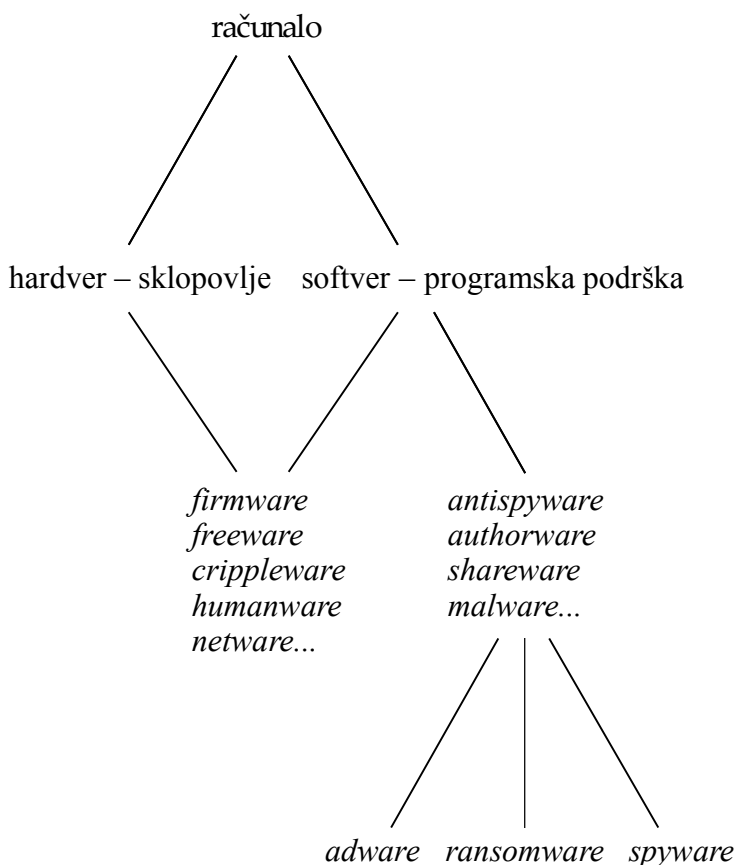 računalo
hardver – sklopovlje softver – programska podrška
firmware
freeware
crippleware
humanware
netware...
antispyware
authorware
shareware
malware...
adware ransomware spyware